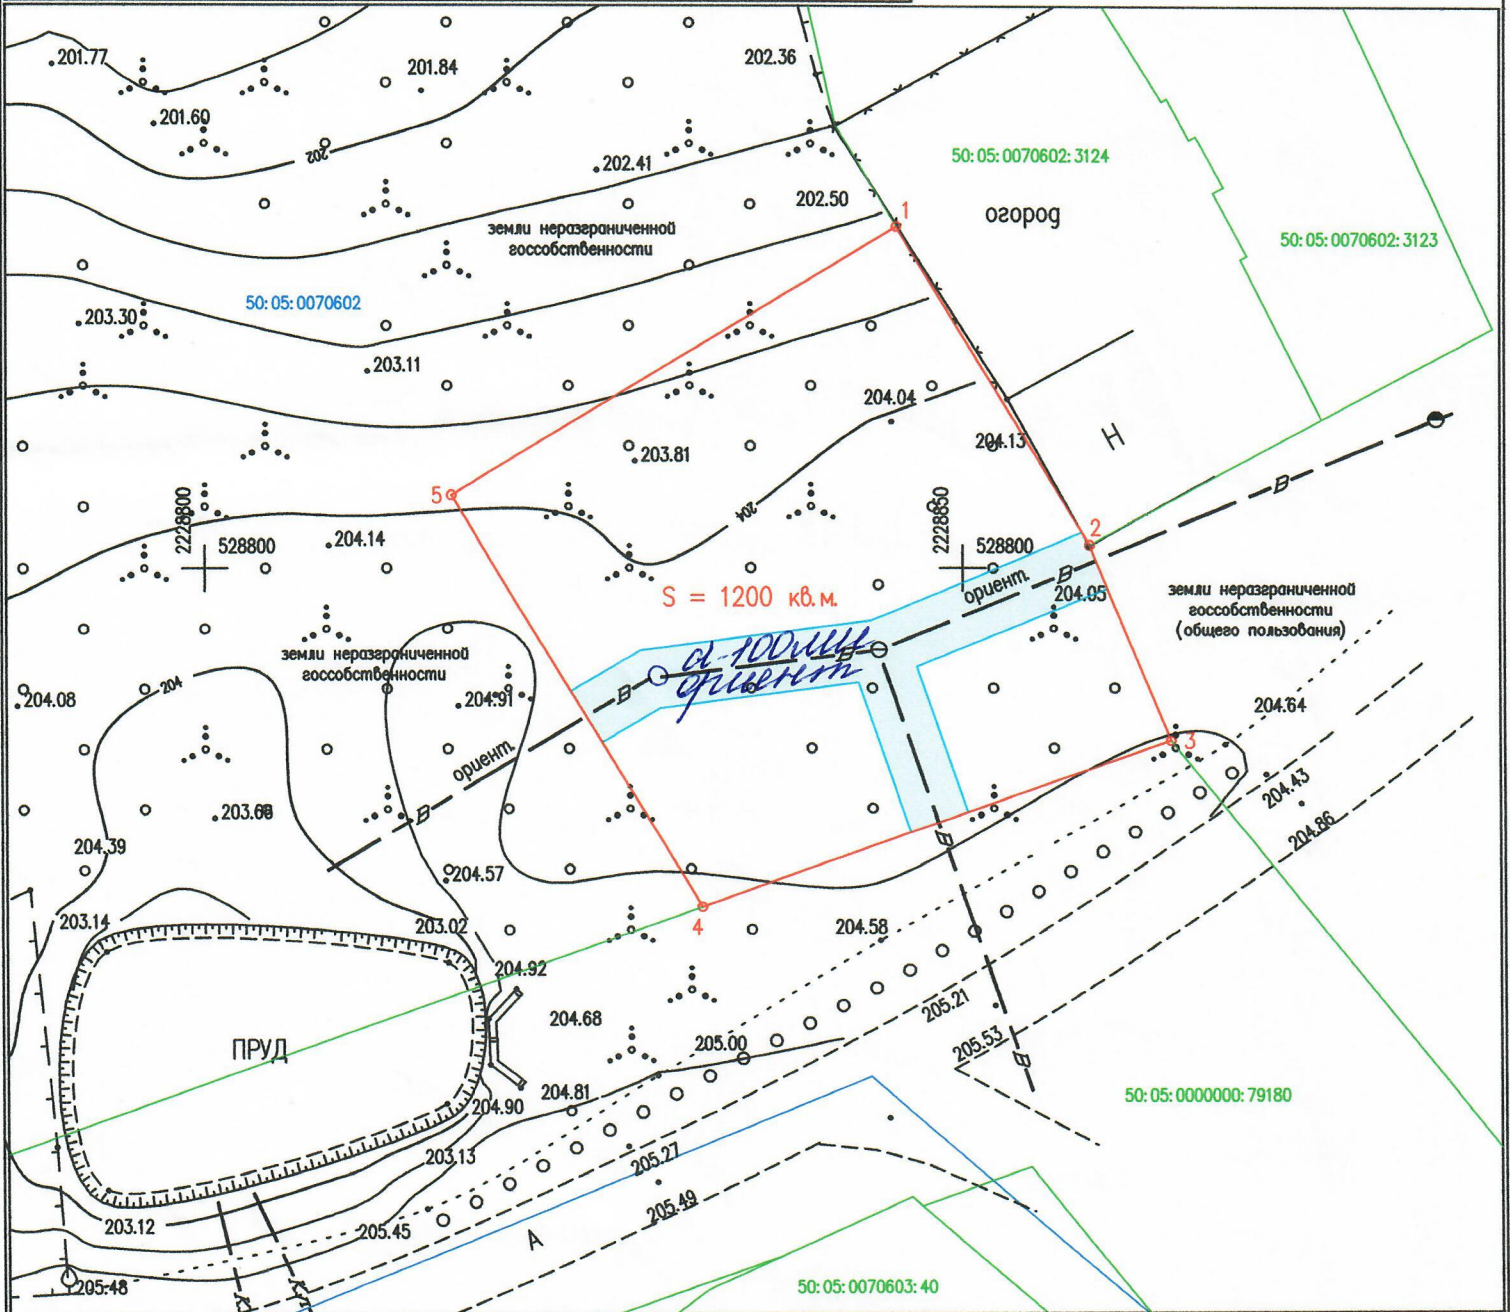 201.77
201.84
202.36
201.60
202
202.41
50:05:0070602:3124
202.50
1
огород
земли неразграниченной
госсобственности
50:05:0070602:3123
50:05:0070602
203.30
203.11
204.04
204.13
Н
203.81
5
В
2228800
528800
204.14
204
2228850
528800
2
ориент.
В
204.05
S = 1200 кв.м.
земли неразграниченной
госсобственности
(общего пользования)
земли неразграниченной
госсобственности
d-100мм
ориент
В
В
204
204.08
204.91
204.64
3
ориент.
204.43
203.68
В
204.86
204.39
В
204.57
203.14
203.02
4
204.58
204.92
205.21
204.68
205.00
205.53
В
ПРУД
204.81
204.90
50:05:0000000:79180
203.13
205.27
205.49
203.12
205.45
А
205.48
50:05:0070603:40